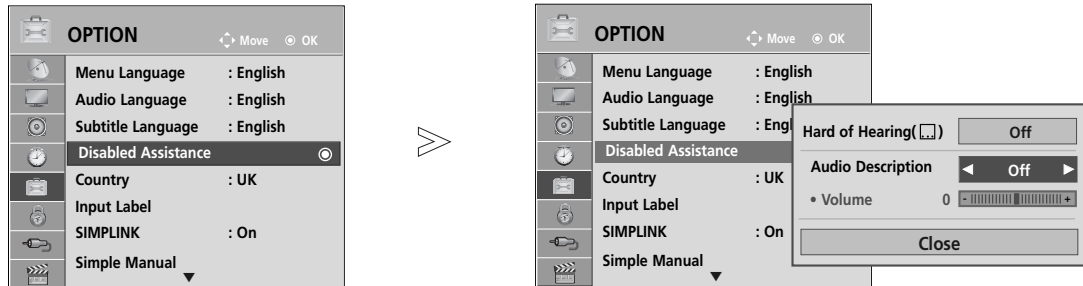 OPTION
Move OK
Menu Language : English
Audio Language : English
Subtitle Language : English
Disabled Assistance
Country : UK
Input Label
SIMPLINK : On
Simple Manual
OPTION
Move OK
Menu Language : English
Audio Language : English
Subtitle Language : Engl
Disabled Assistance
Country : UK
Input Label
SIMPLINK : On
Simple Manual
Hard of Hearing( ) Off
Audio Description ◀ Off ▶
• Volume 0 - +
Close